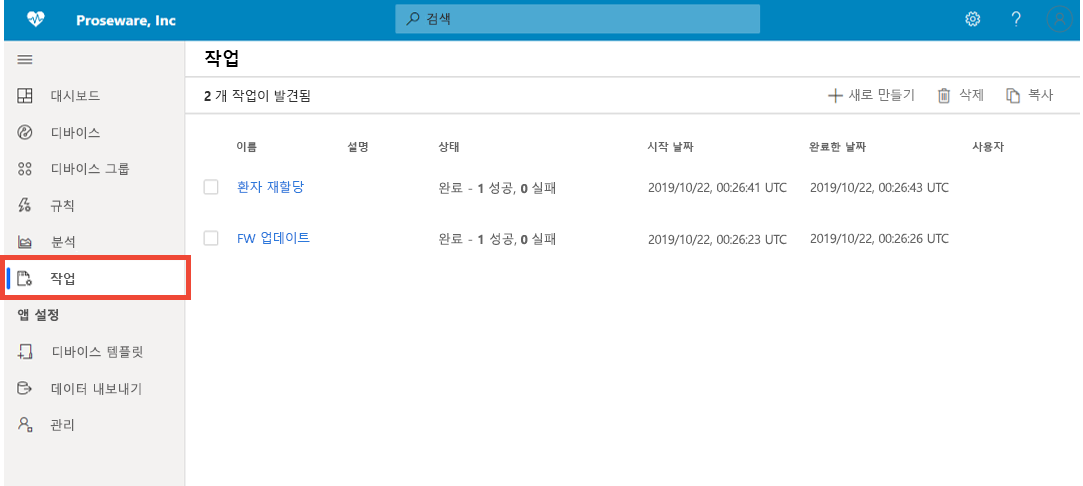 Proseware, Inc
검색
?
작업
2 개 작업이 발견됨
새로 만들기 삭제 복사
대시보드
디바이스
디바이스 그룹
규칙
분석
작업
앱 설정
디바이스 템플릿
데이터 내보내기
관리
이름 설명 상태 시작 날짜 완료한 날짜 사용자
환자 재할당 완료 - 1 성공, 0 실패 2019/10/22, 00:26:41 UTC 2019/10/22, 00:26:43 UTC
FW 업데이트 완료 - 1 성공, 0 실패 2019/10/22, 00:26:23 UTC 2019/10/22, 00:26:26 UTC